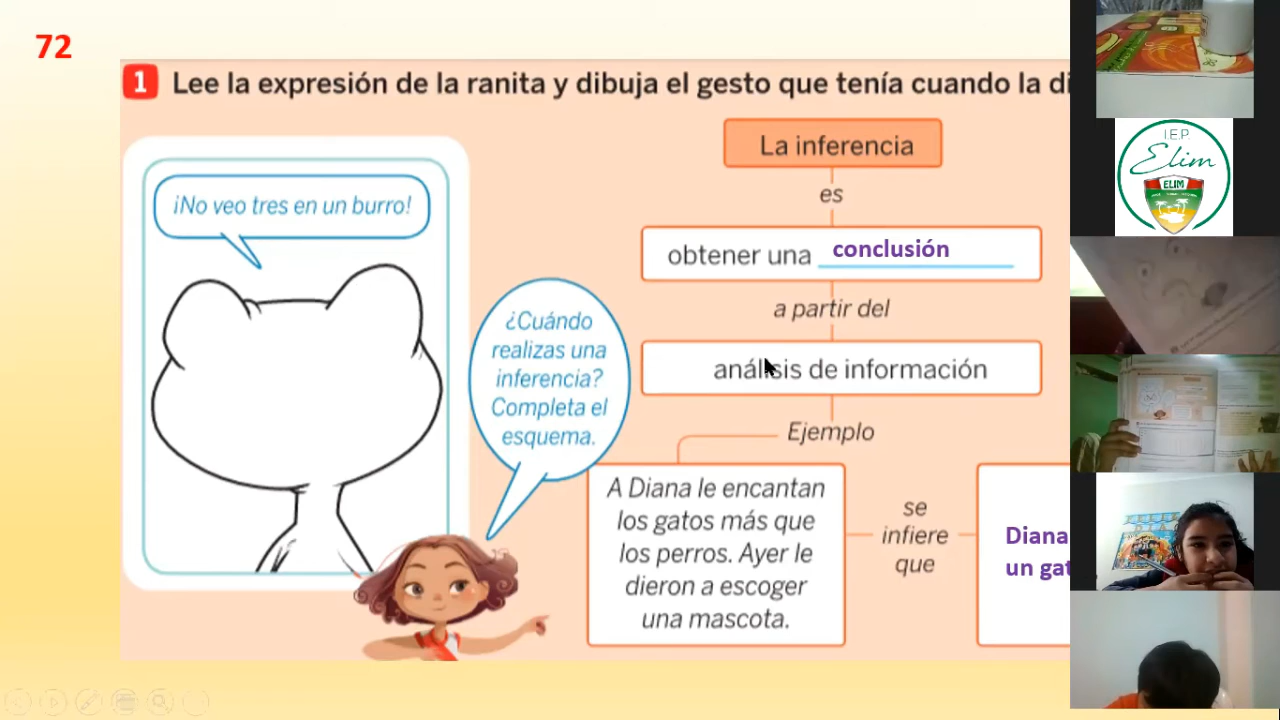 72
1 Lee la expresión de la ranita y dibuja el gesto que tenía cuando la di
¡No veo tres en un burro!
¿Cuándo
realizas una
inferencia?
Completa el
esquema.
La inferencia
es
obtener una conclusión
a partir del
análisis de información
Ejemplo
A Diana le encantan
los gatos más que
los perros. Ayer le
dieron a escoger
una mascota.
se
infiere
que
Diana
un gat
I.E.P.
Elim
ELIM